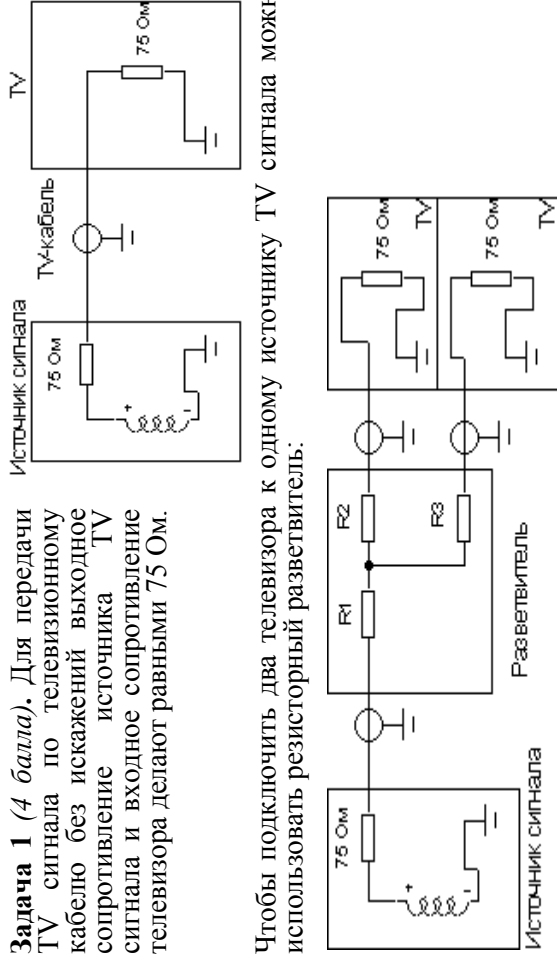 Задача 1 (4 балла). Для передачи
TV сигнала по телевизионному
кабелю без искажений выходное
сопротивление источника TV
сигнала и входное сопротивление
телевизора делают равными 75 Ом.
Источник сигнала
75 Ом
+
-
TV-кабель
TV
75 Ом
Чтобы подключить два телевизора к одному источнику TV сигнала
использовать резисторный разветвитель:
Источник сигнала
75 Ом
+
-
Разветвитель
R1
R2
R3
75 Ом
TV
75 Ом
TV